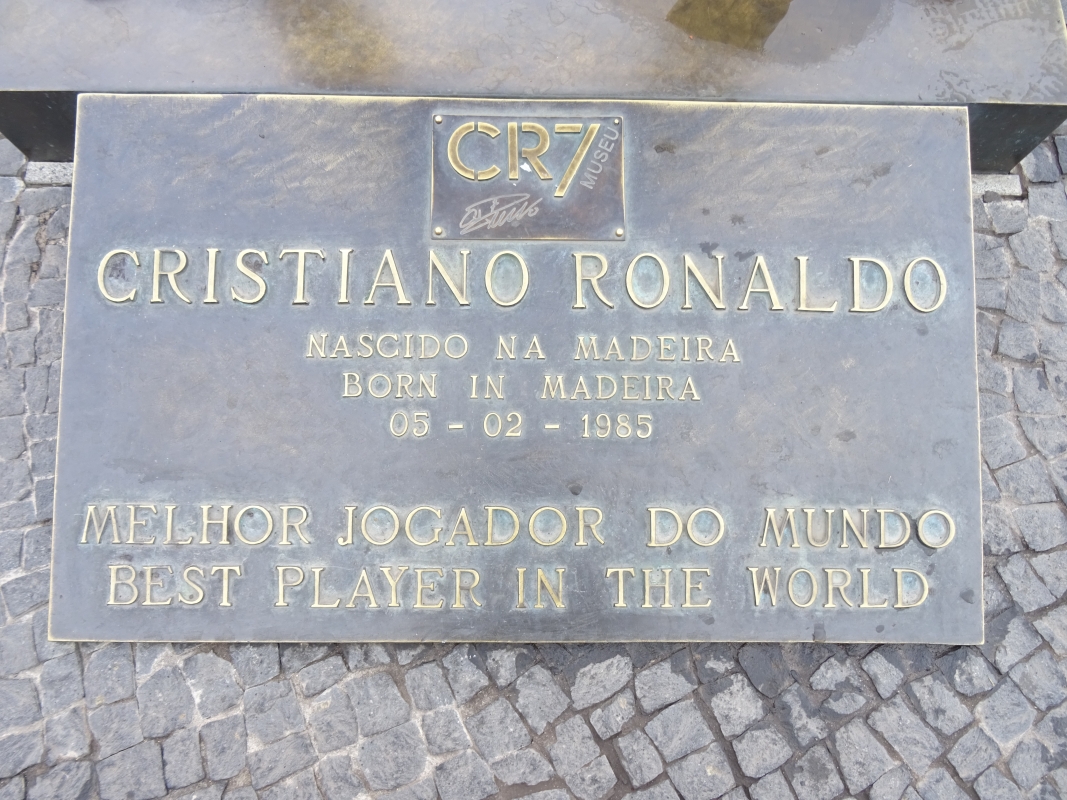 CR7 MUSEU
CRISTIANO RONALDO
NASCIDO NA MADEIRA
BORN IN MADEIRA
05 - 02 - 1985
MELHOR JOGADOR DO MUNDO
BEST PLAYER IN THE WORLD